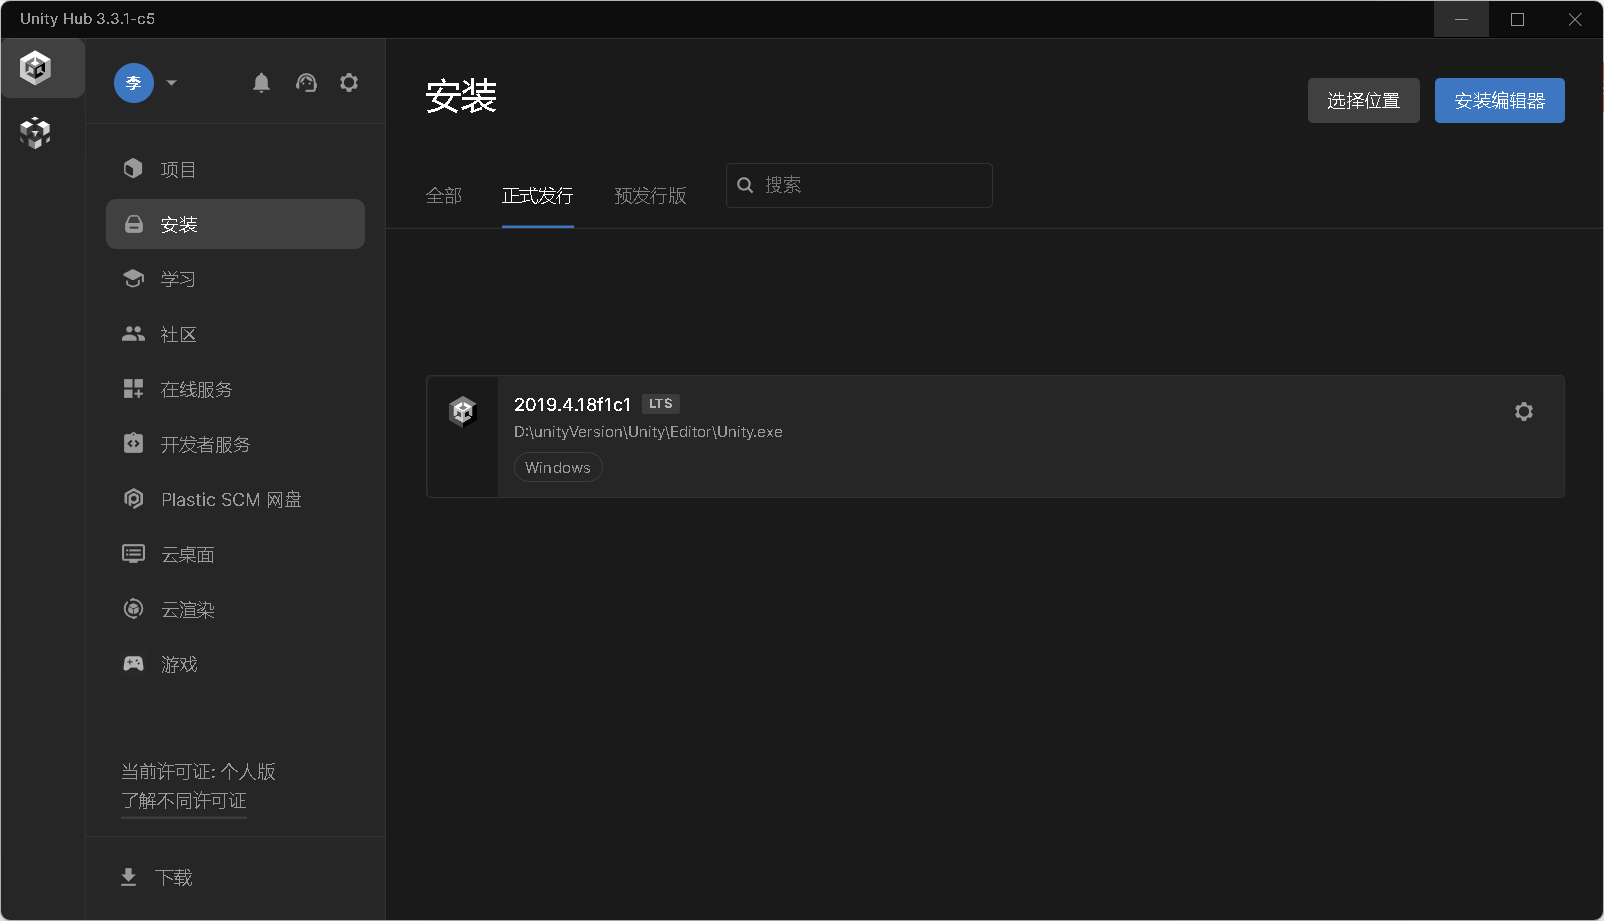 Unity Hub 3.3.1-c5
李
项目
安装
学习
社区
在线服务
开发者服务
Plastic SCM 网盘
云桌面
云渲染
游戏
当前许可证: 个人版
了解不同许可证
下载
安装
选择位置
安装编辑器
全部
正式发行
预发行版
搜索
2019.4.18f1c1 LTS
D:\unityVersion\Unity\Editor\Unity.exe
Windows